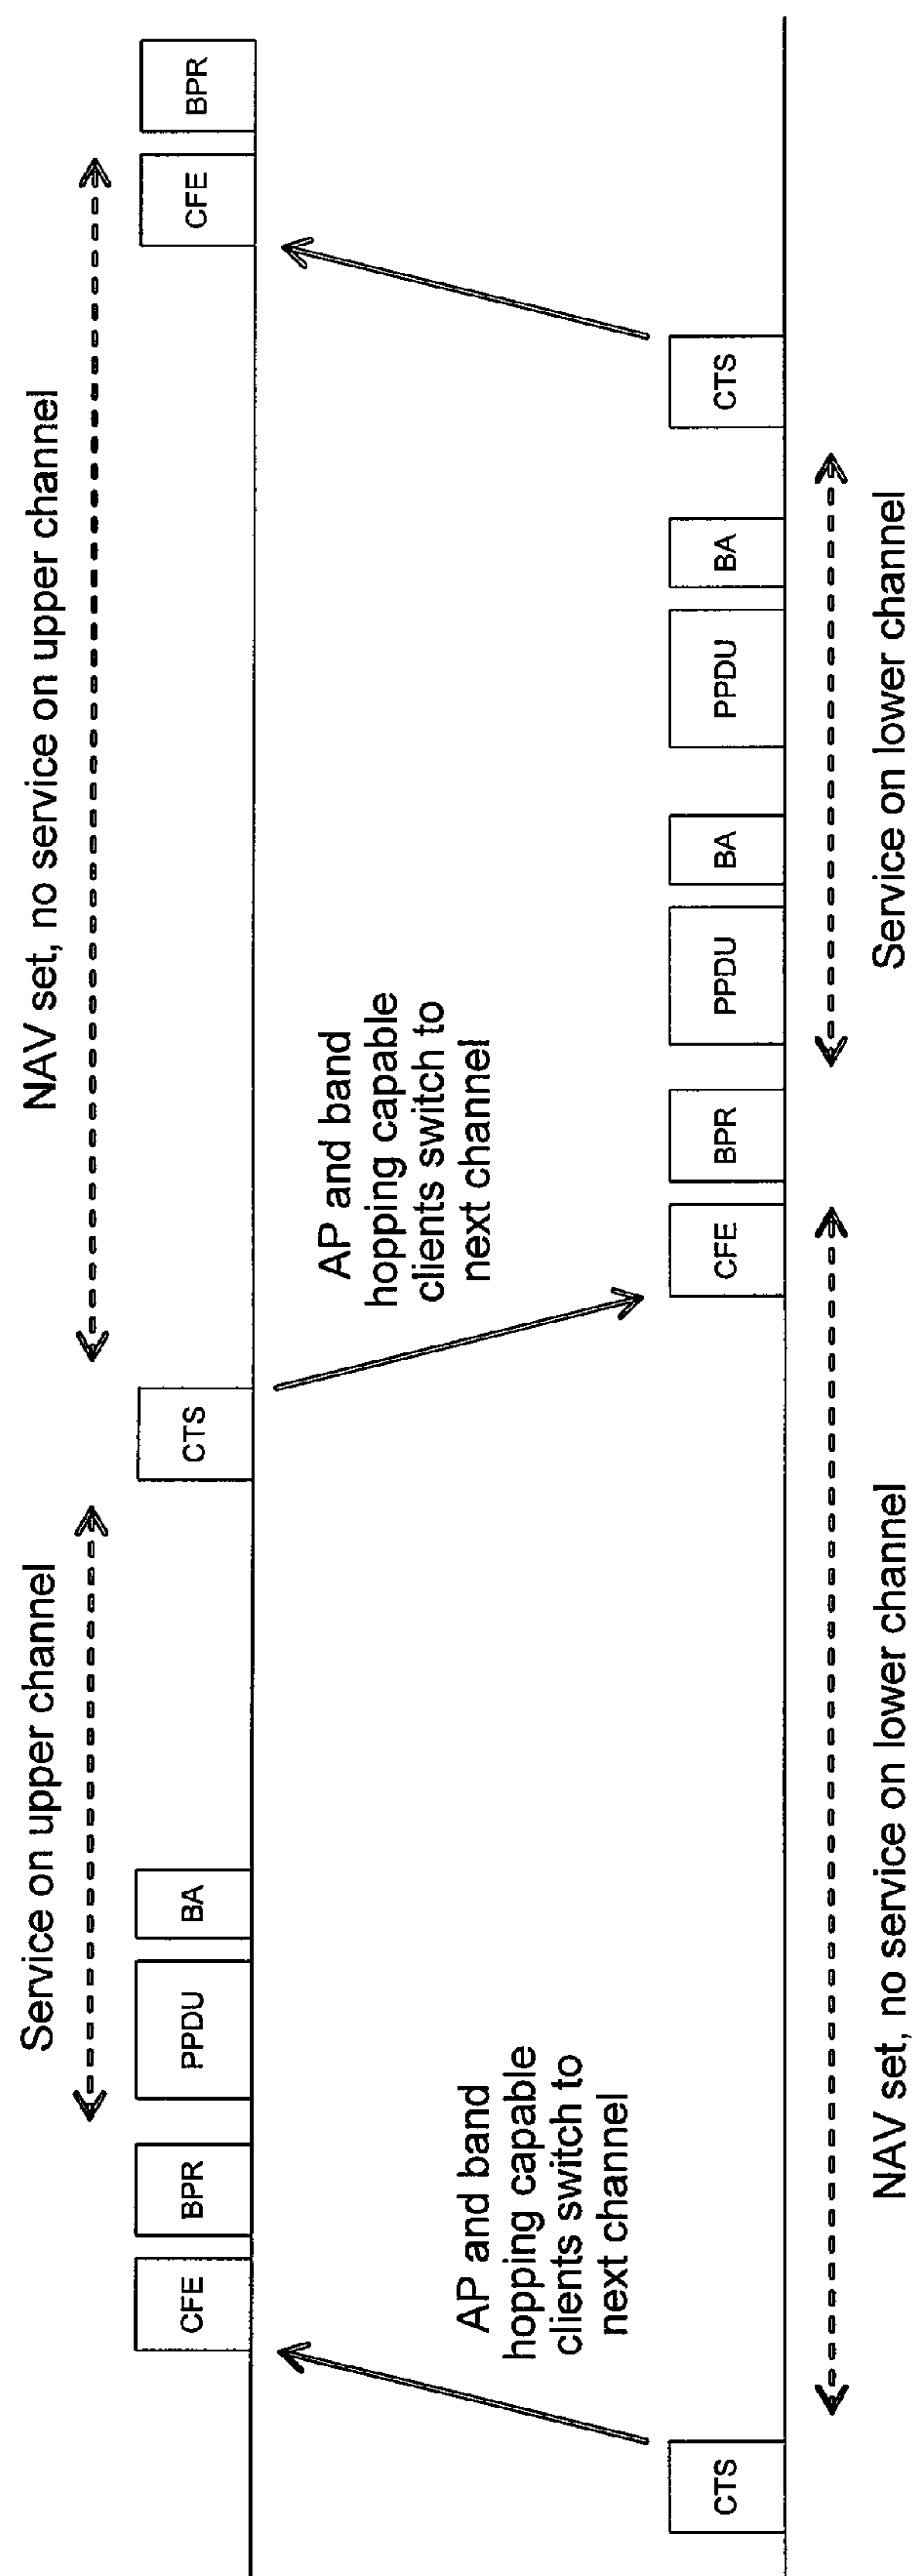 Service on upper channel
NAV set, no service on upper channel
CFE
BPR
PPDU
BA
CTS
CFE
BPR
AP and band
hopping capable
clients switch to
next channel
AP and band
hopping capable
clients switch to
next channel
CTS
CFE
BPR
PPDU
BA
PPDU
BA
CTS
NAV set, no service on lower channel
Service on lower channel